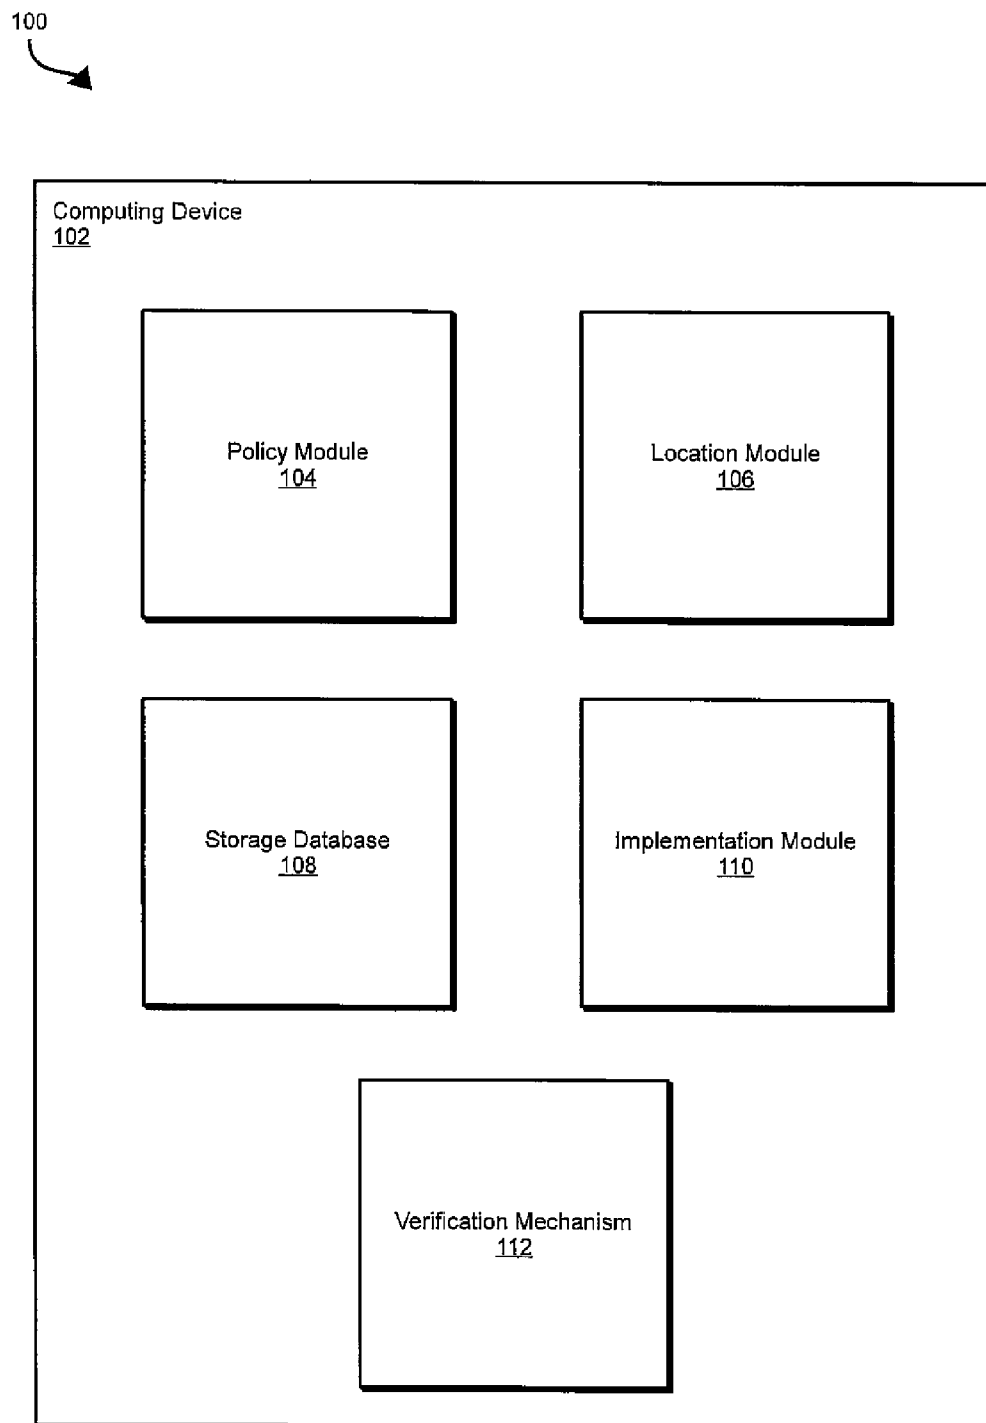 100
Computing Device
102
Policy Module
104
Location Module
106
Storage Database
108
Implementation Module
110
Verification Mechanism
112